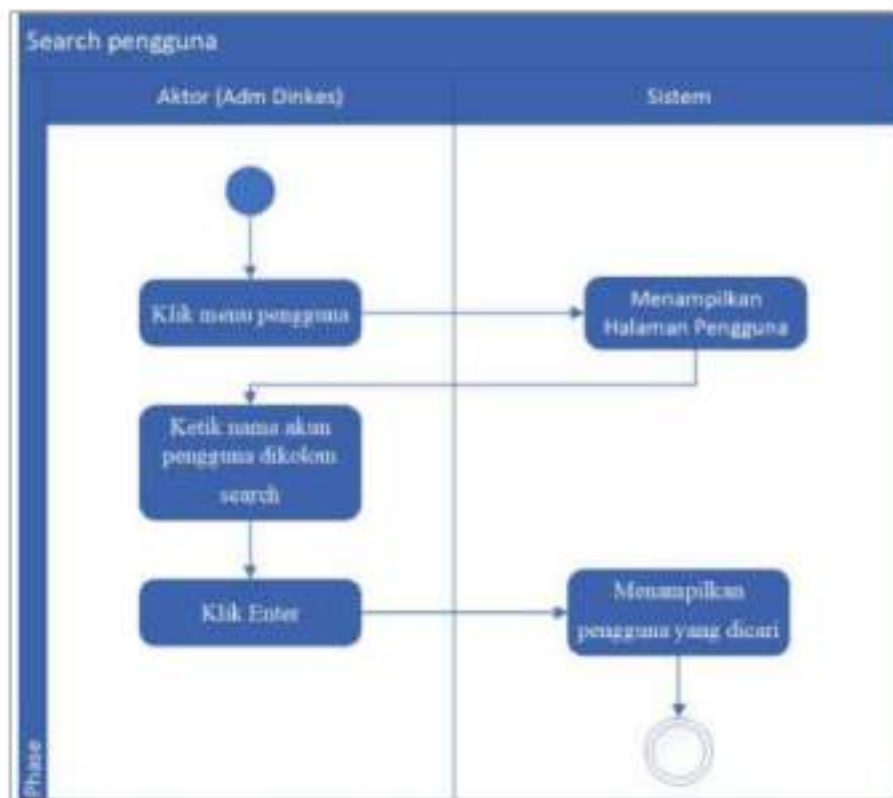 Search pengguna
Aktor (Adm Dinkes)
Sistem
Klik menu pengguna
Menampilkan
Halaman Pengguna
Ketik nama akun
pengguna dikolom
search
Klik Enter
Menampilkan
pengguna yang dicari
Phase